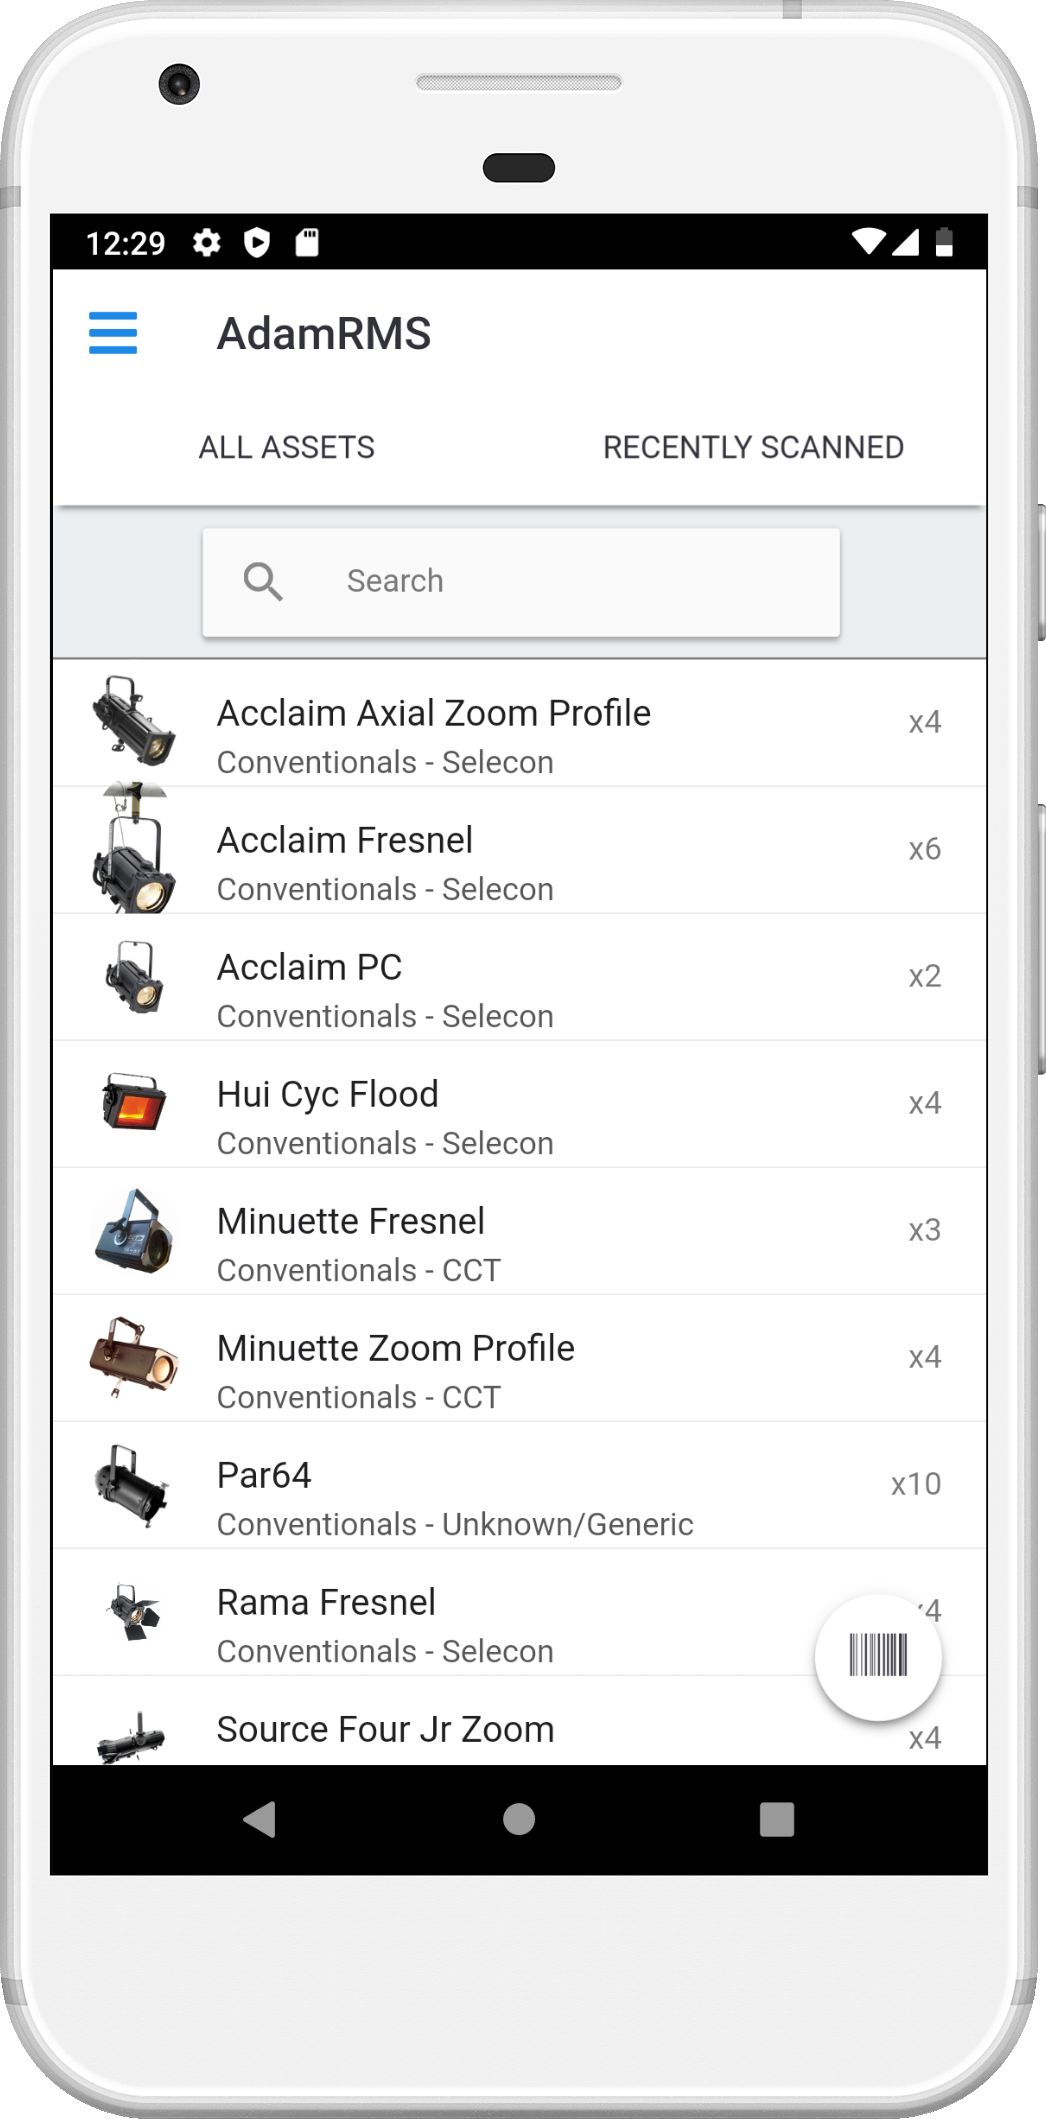 12:29
AdamRMS
ALL ASSETS RECENTLY SCANNED
Search
Acclaim Axial Zoom Profile x4
Conventionals - Selecon
Acclaim Fresnel x6
Conventionals - Selecon
Acclaim PC x2
Conventionals - Selecon
Hui Cyc Flood x4
Conventionals - Selecon
Minuette Fresnel x3
Conventionals - CCT
Minuette Zoom Profile x4
Conventionals - CCT
Par64 x10
Conventionals - Unknown/Generic
Rama Fresnel x4
Conventionals - Selecon
Source Four Jr Zoom x4